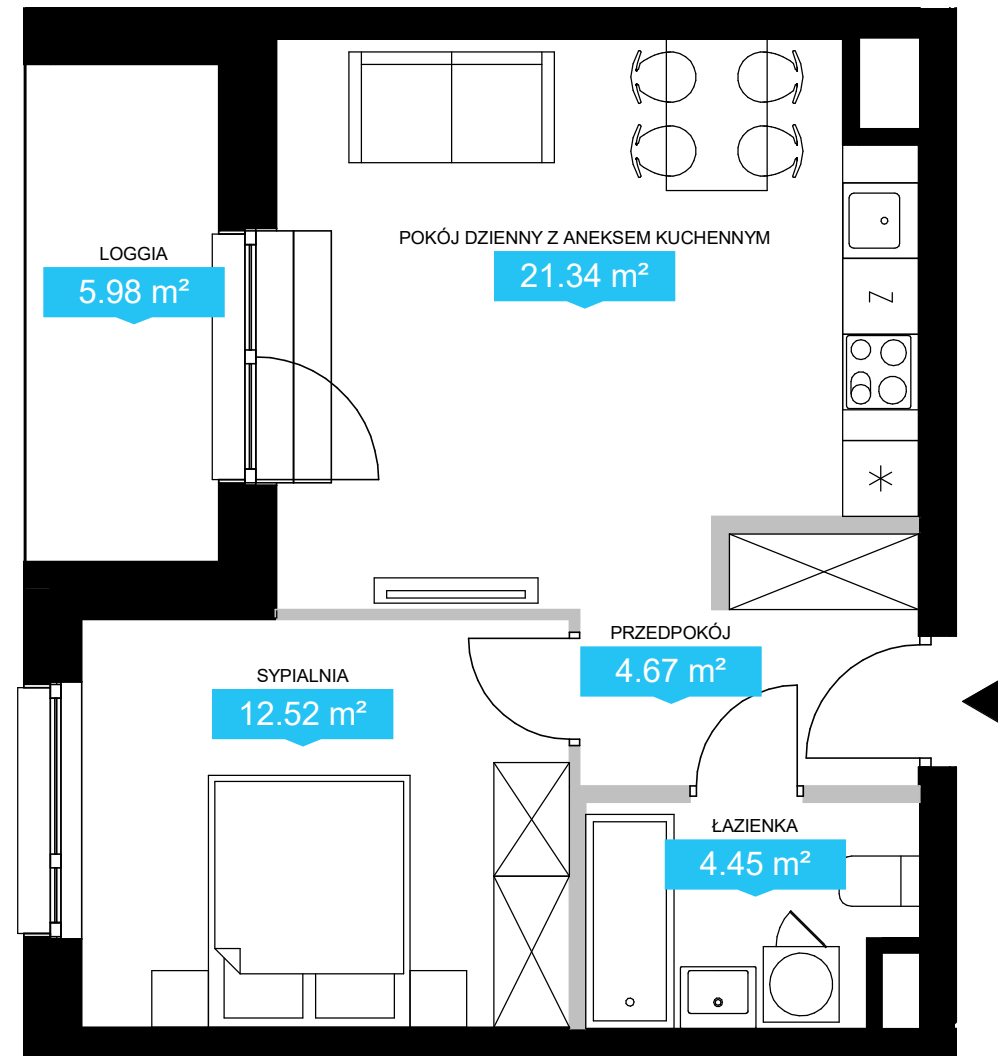 LOGGIA
5.98 m²
POKÓJ DZIENNY Z ANEKSEM KUCHENNYM
21.34 m²
Z
PRZEDPOKÓJ
4.67 m²
SYPIALNIA
12.52 m²
ŁAZIENKA
4.45 m²